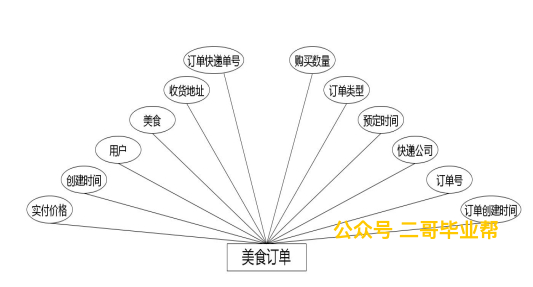 订单快递单号
购买数量
收货地址
订单类型
美食
预定时间
用户
快递公司
创建时间
订单号
实付价格
订单创建时间
公众号 二哥毕业帮
美食订单